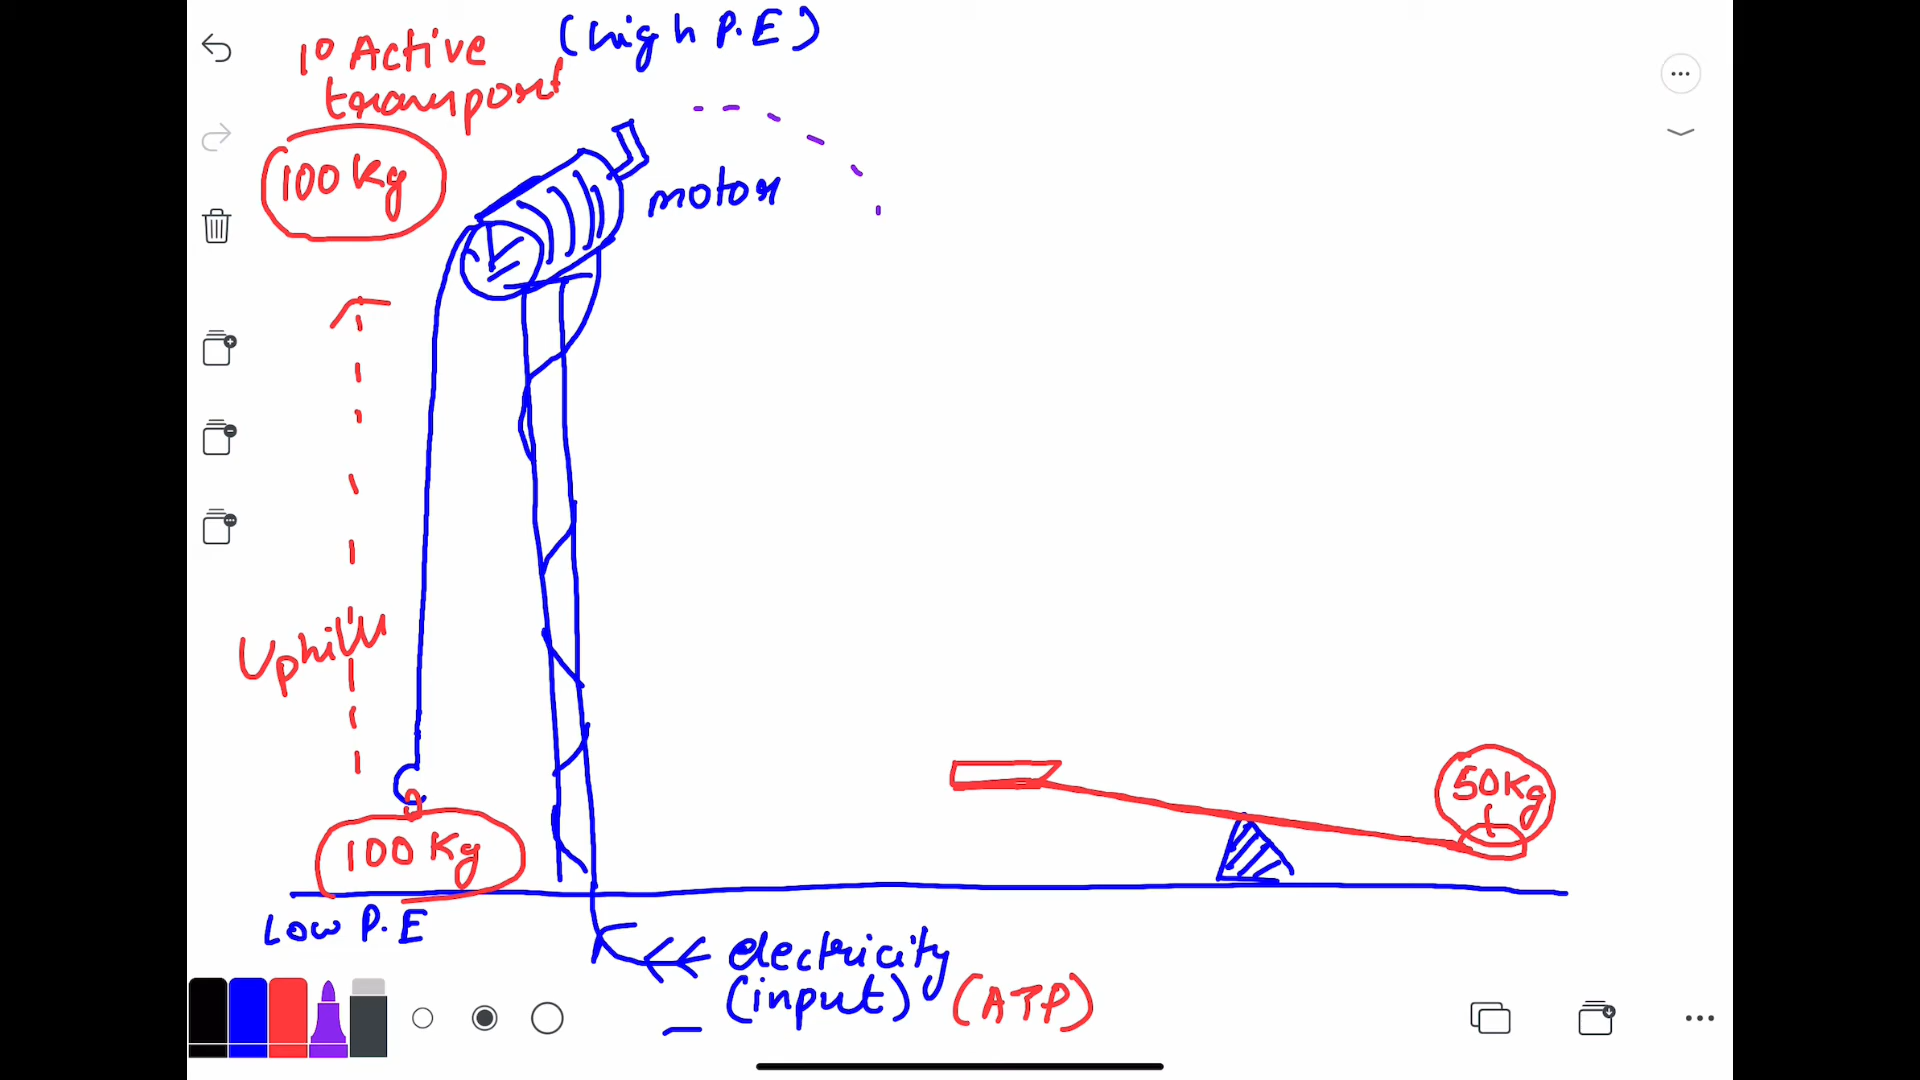 1° Active
transport
(high P.E)
100 Kg
motor
Uphill
50Kg
100 Kg
Low P.E
electricity
(input) (ATP)